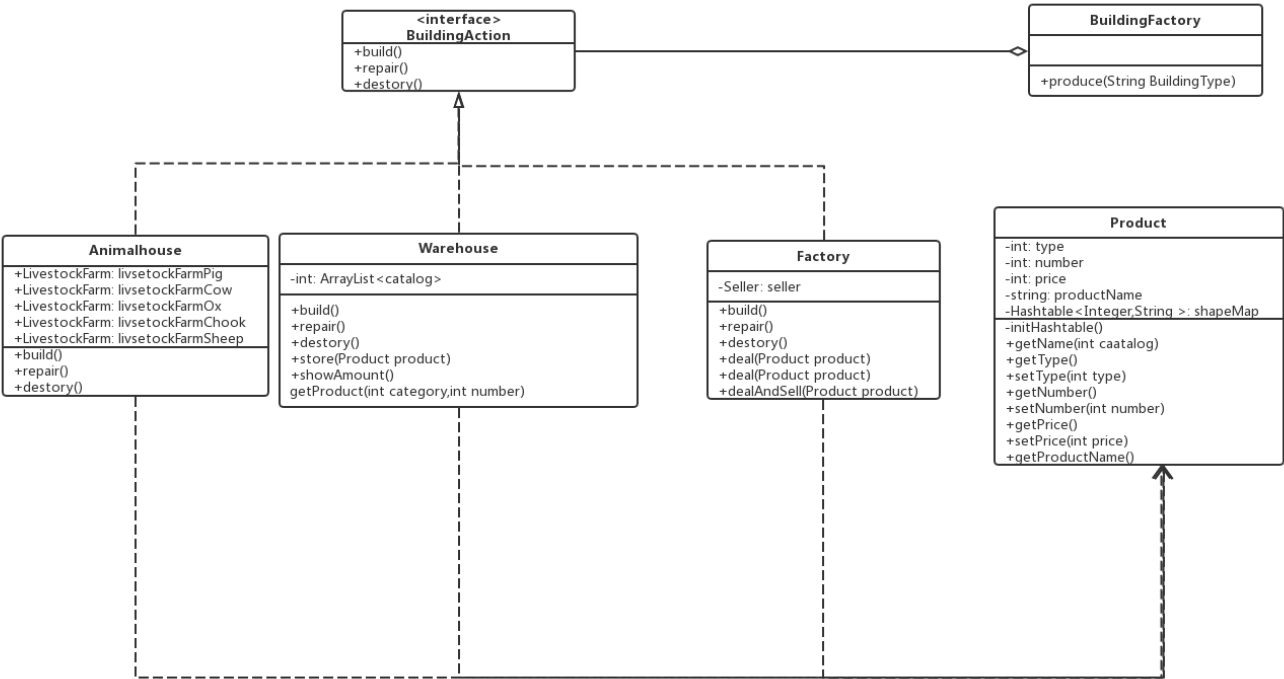 <interface>
BuildingAction
+build()
+repair()
+destory()
BuildingFactory
+produce(String BuildingType)
Animalhouse
+LivestockFarm: livsetockFarmPig
+LivestockFarm: livsetockFarmCow
+LivestockFarm: livsetockFarmOx
+LivestockFarm: livsetockFarmChook
+LivestockFarm: livsetockFarmSheep
+build()
+repair()
+destory()
Warehouse
-int: ArrayList<catalog>
+build()
+repair()
+destory()
+store(Product product)
+showAmount()
getProduct(int category,int number)
Factory
-Seller: seller
+build()
+repair()
+destory()
+deal(Product product)
+deal(Product product)
+dealAndSell(Product product)
Product
-int: type
-int: number
-int: price
-string: productName
-Hashtable<Integer,String >: shapeMap
-initHashtable()
+getName(int caatalog)
+getType()
+setType(int type)
+getNumber()
+setNumber(int number)
+getPrice()
+setPrice(int price)
+getProductName()